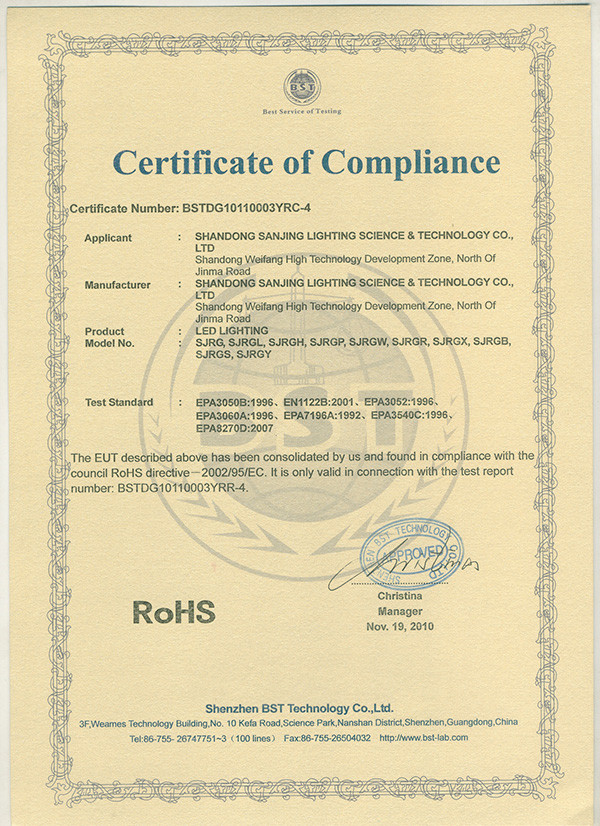 BST
Best Service of Testing
Certificate of Compliance
Certificate Number: BSTDG10110003YRC-4
Applicant : SHANDONG SANJING LIGHTING SCIENCE & TECHNOLOGY CO.,
LTD
Shandong Weifang High Technology Development Zone, North Of
Jinma Road
Manufacturer : SHANDONG SANJING LIGHTING SCIENCE & TECHNOLOGY CO.,
LTD
Shandong Weifang High Technology Development Zone, North Of
Jinma Road
Product : LED LIGHTING
Model No. : SJRG, SJRGL, SJRGH, SJRGP, SJRGW, SJRGR, SJRGX, SJRGB,
SJRGS, SJRGY
Test Standard : EPA3050B:1996、EN1122B:2001、EPA3052:1996、
EPA3060A:1996、EPA7196A:1992、EPA3540C:1996、
EPA8270D:2007
BST
The EUT described above has been consolidated by us and found in compliance with the
council RoHS directive—2002/95/EC. It is only valid in connection with the test report
number: BSTDG10110003YRR-4.
SHENZHEN BST TECHNOLOGY CO.,LTD
APPROVED
RoHS
Christina
Manager
Nov. 19, 2010
Shenzhen BST Technology Co.,Ltd.
3F,Weames Technology Building,No. 10 Kefa Road,Science Park,Nanshan District,Shenzhen,Guangdong,China
Tel:86-755- 26747751~3（100 lines） Fax:86-755-26504032 http://www.bst-lab.com